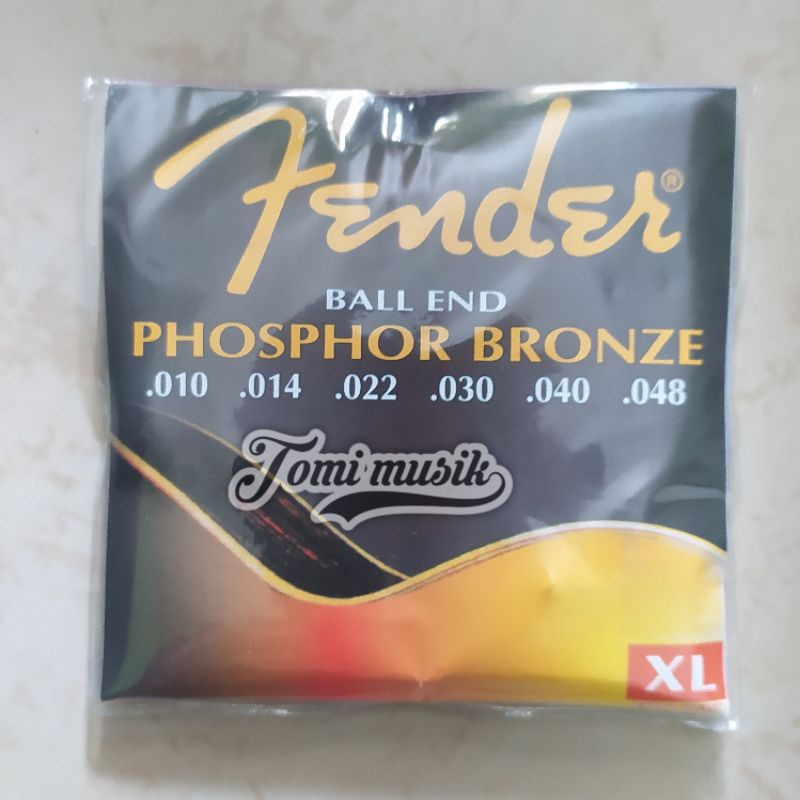 Fender®
BALL END
PHOSPHOR BRONZE
.010 .014 .022 .030 .040 .048
Tomi musik
XL